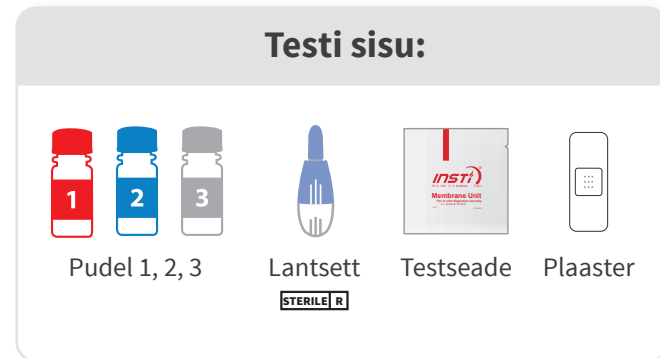 Testi sisu:
1 2 3
INSTI®
Membrane Unit
Pudel 1, 2, 3 Lantsett Testseade Plaaster
STERILE R